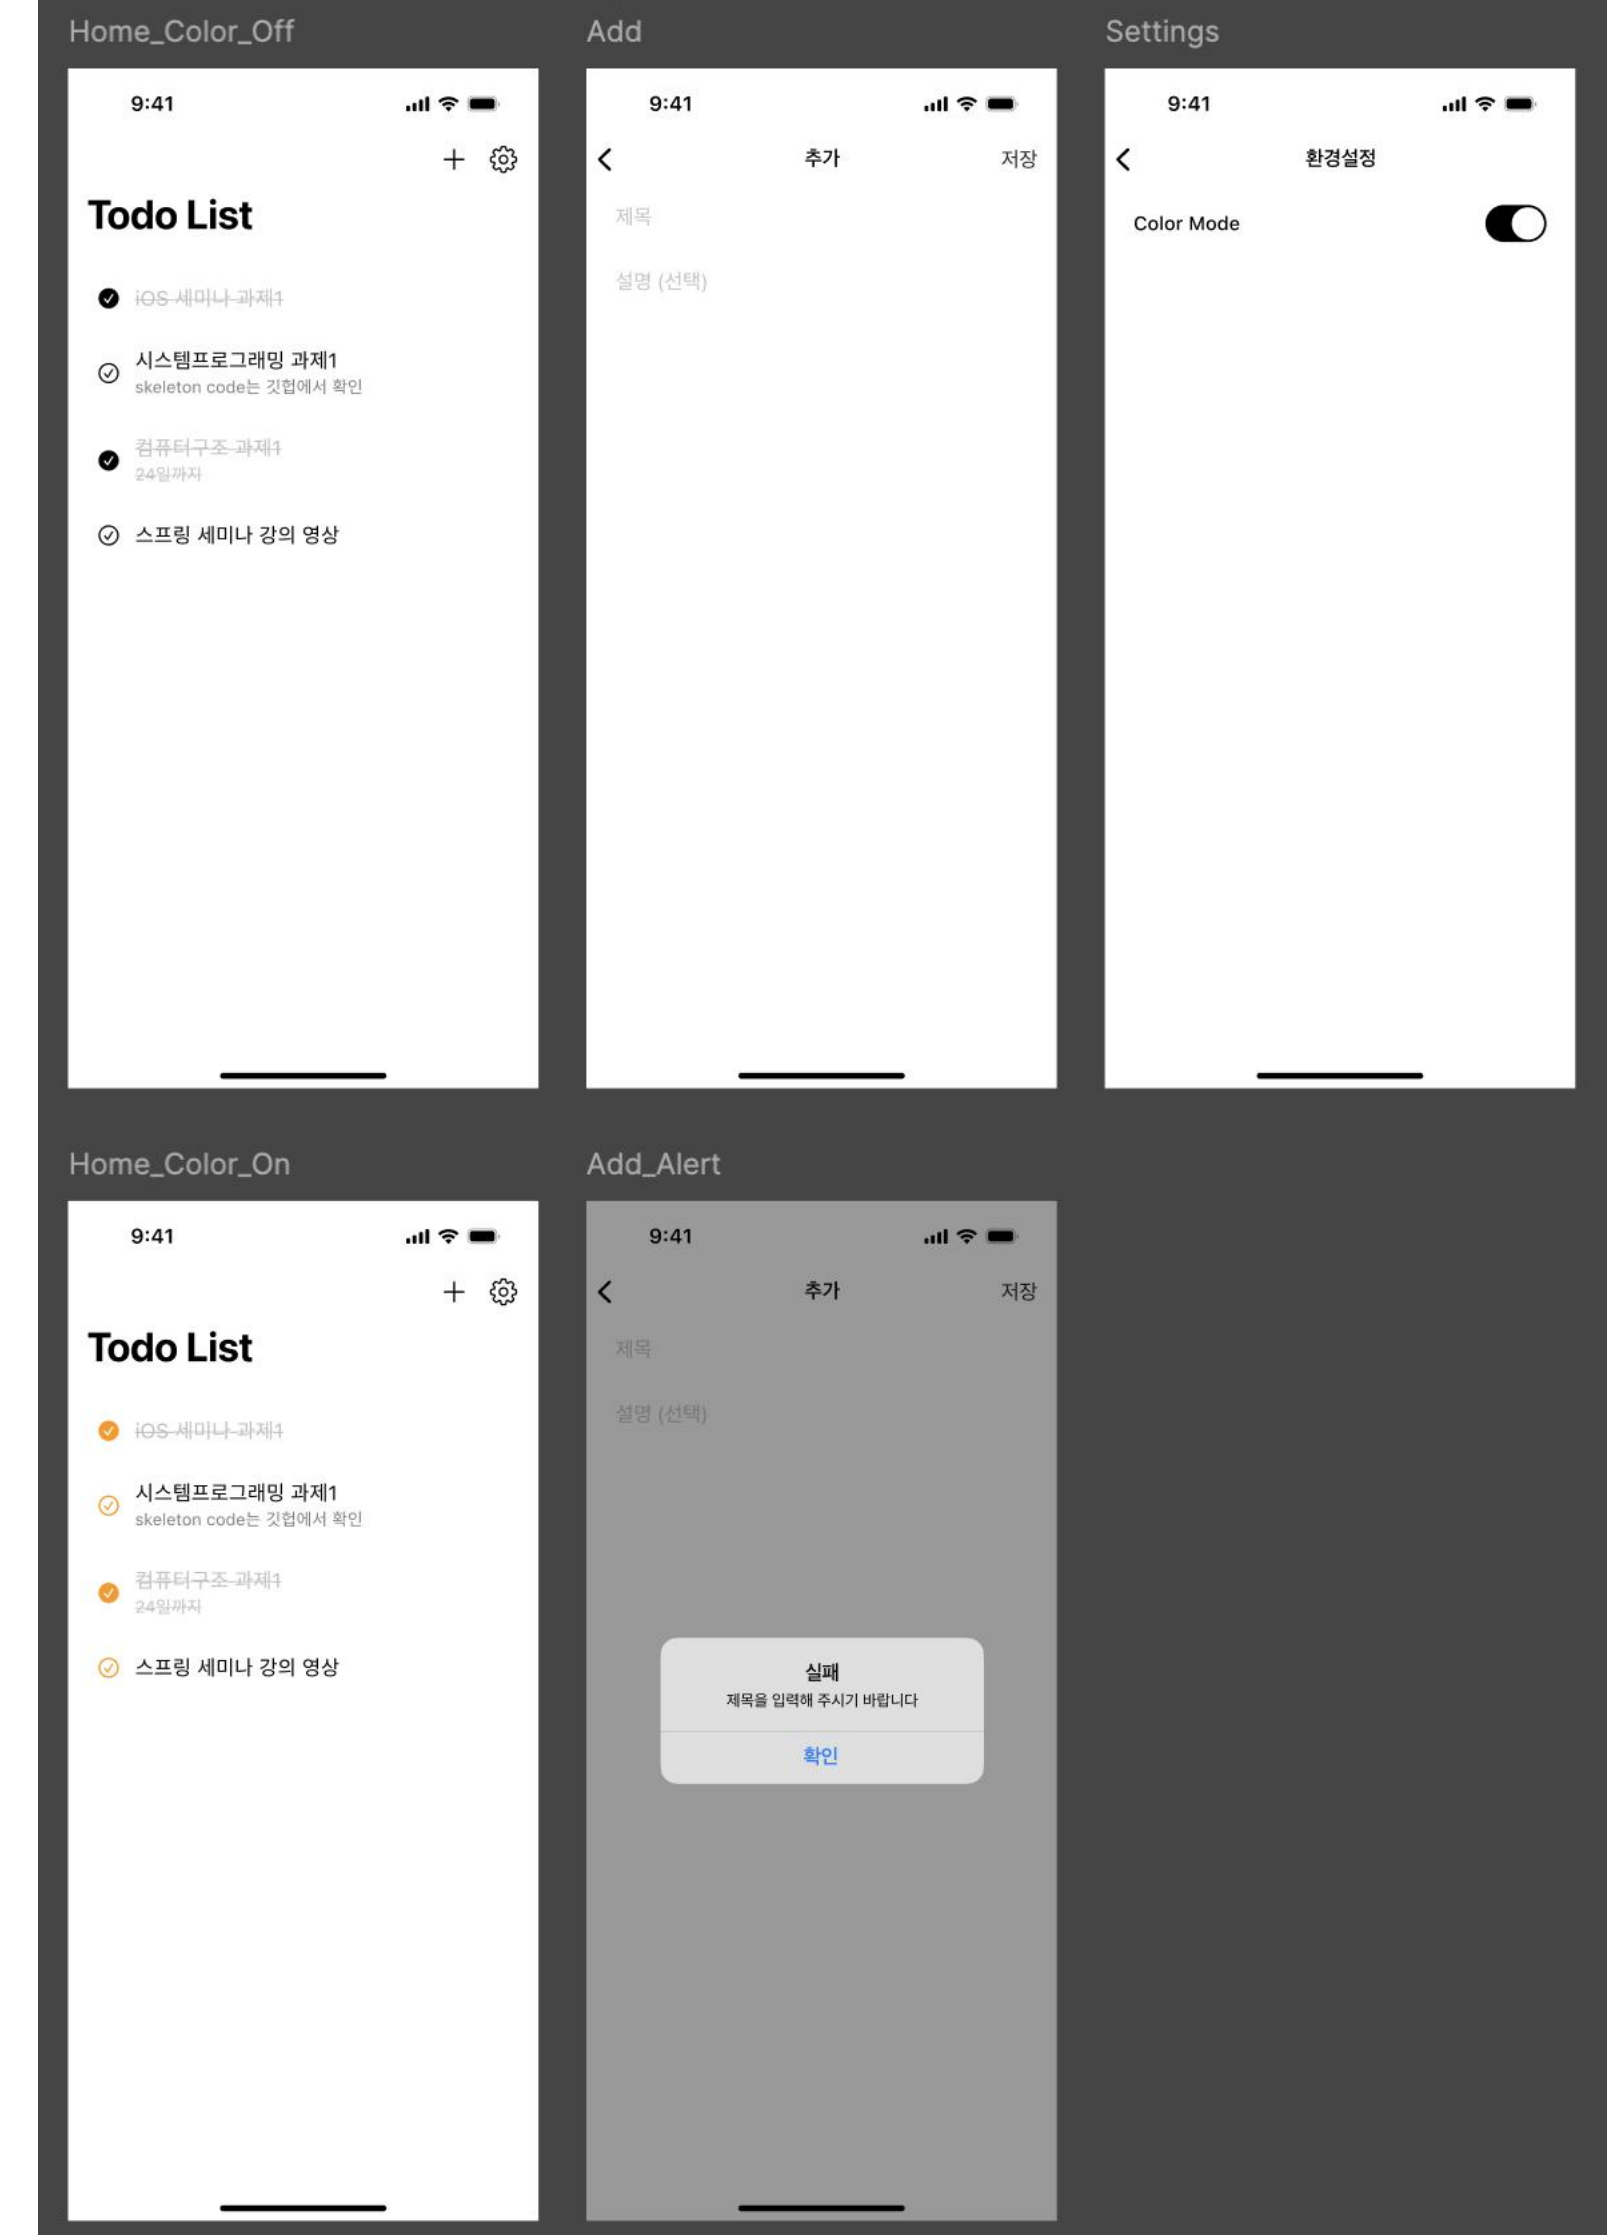 Home_Color_Off
9:41
Todo List
iOS 세미나 과제1
시스템프로그래밍 과제1
skeleton code는 깃헙에서 확인
컴퓨터구조 과제1
24일까지
스프링 세미나 강의 영상
Add
9:41
추가
저장
제목
설명 (선택)
Settings
9:41
환경설정
Color Mode
Home_Color_On
9:41
Todo List
iOS 세미나 과제1
시스템프로그래밍 과제1
skeleton code는 깃헙에서 확인
컴퓨터구조 과제1
24일까지
스프링 세미나 강의 영상
Add_Alert
9:41
추가
저장
제목
설명 (선택)
실패
제목을 입력해 주시기 바랍니다
확인